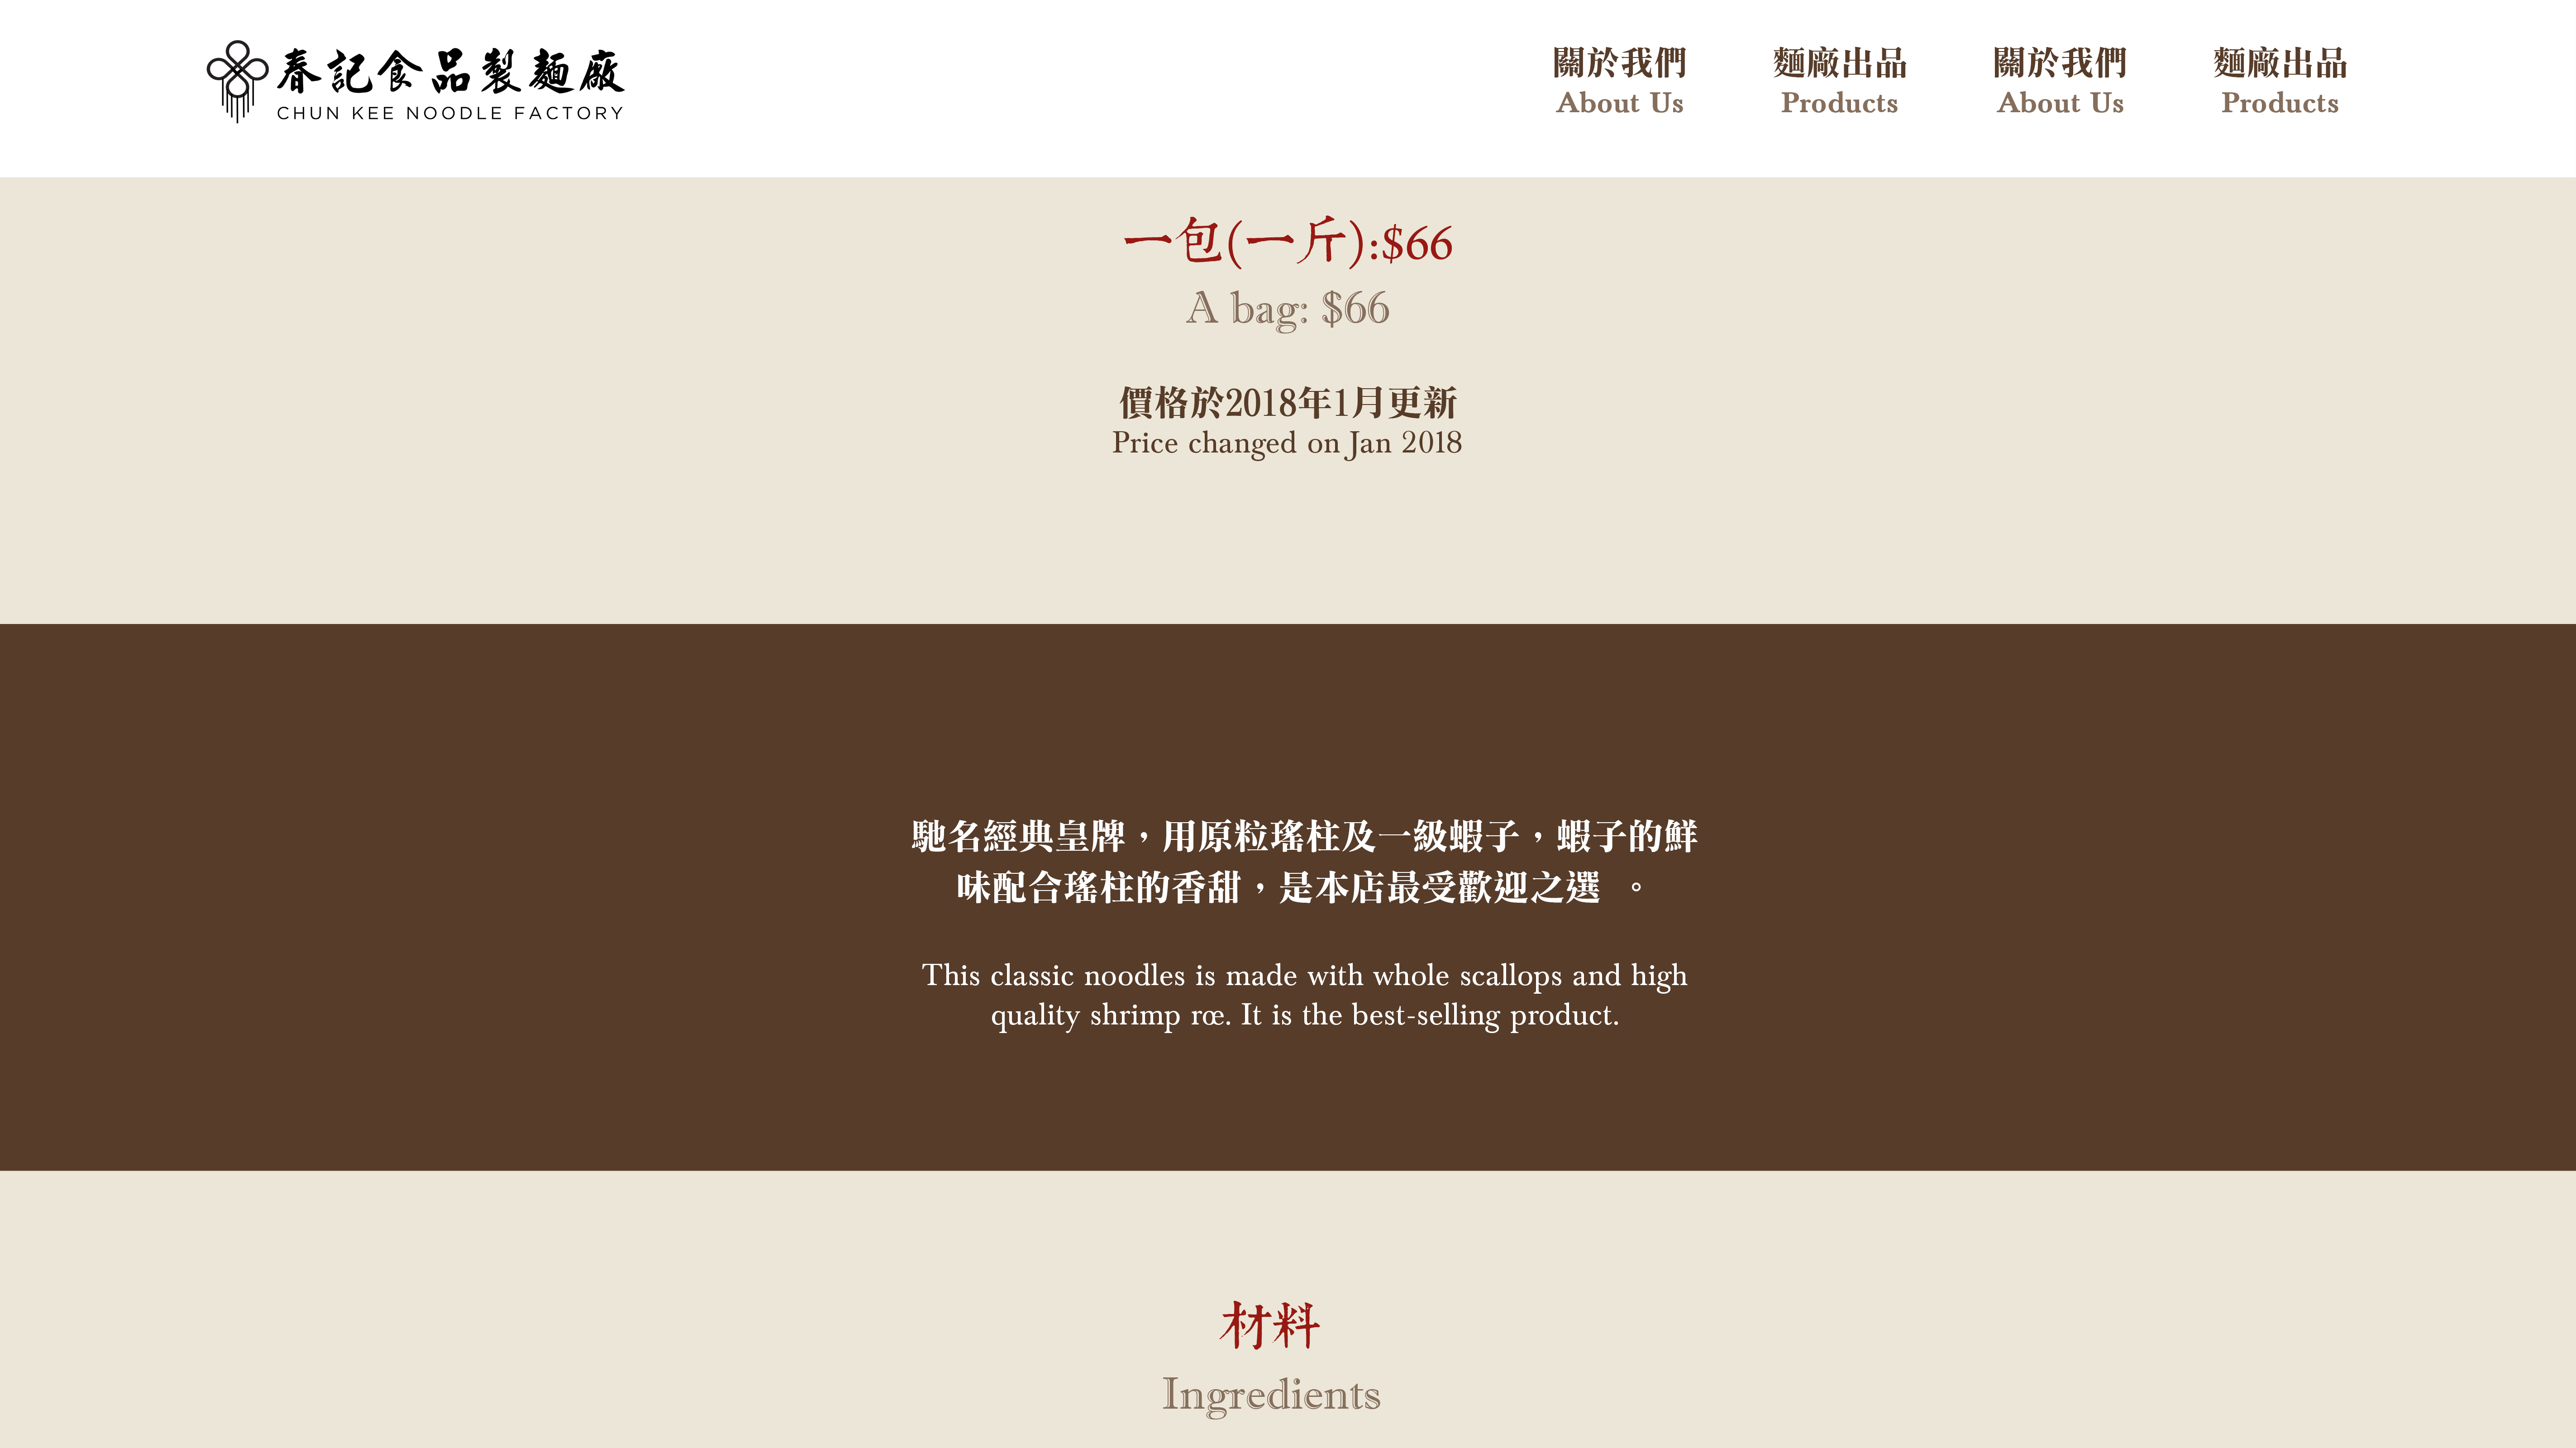 春記食品製麵廠
CHUN KEE NOODLE FACTORY
關於我們
About Us
麵廠出品
Products
關於我們
About Us
麵廠出品
Products
一包(一斤):$66
A bag: $66
價格於2018年1月更新
Price changed on Jan 2018
馳名經典皇牌，用原粒瑤柱及一級蝦子，蝦子的鮮
味配合瑤柱的香甜，是本店最受歡迎之選 。
This classic noodles is made with whole scallops and high
quality shrimp rœ. It is the best-selling product.
材料
Ingredients